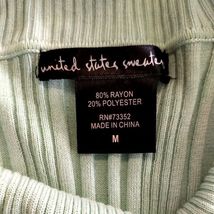 united states sweaters
80% RAYON
20% POLYESTER
RN#73352
MADE IN CHINA
M